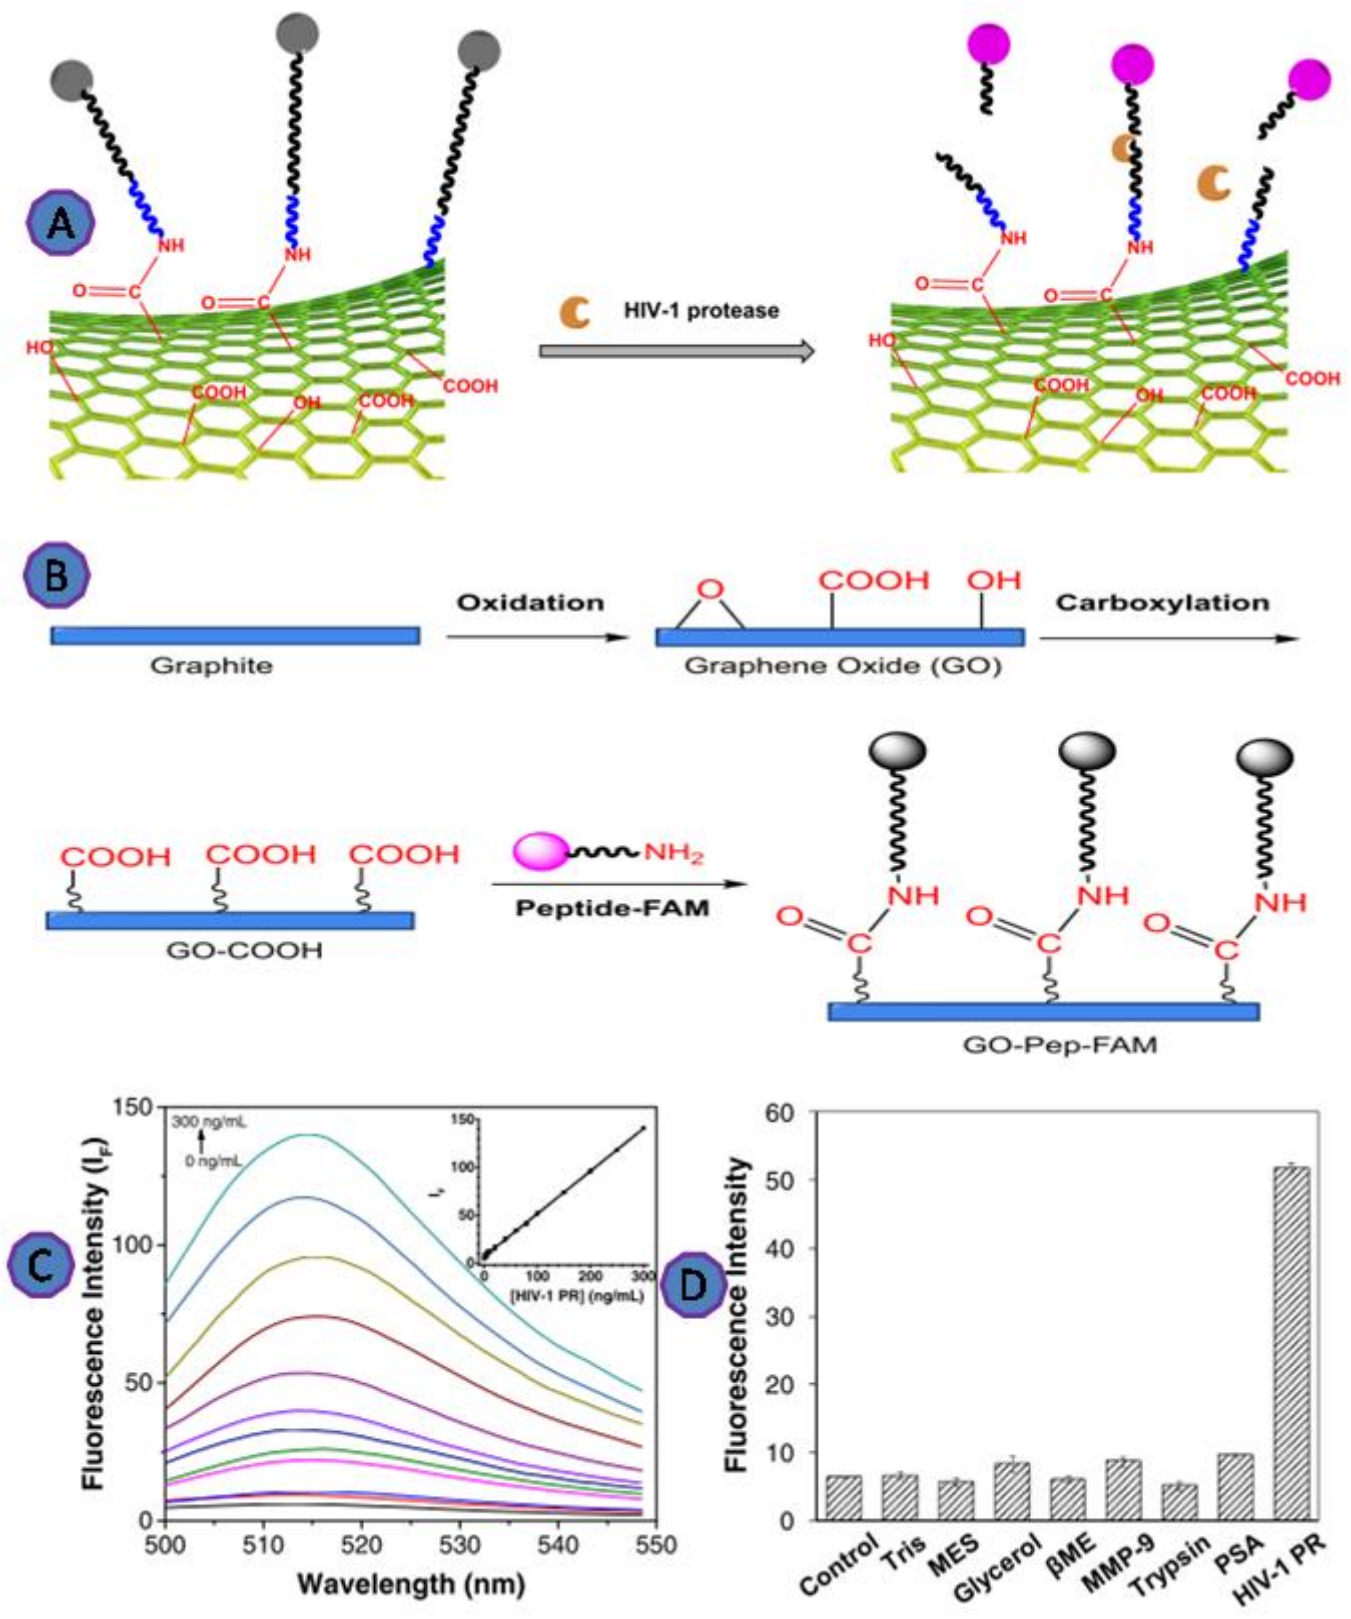 A
NH
NH
O
C
O
C
HO
COOH
OH
COOH
COOH
HIV-1 protease
NH
NH
O
C
O
C
HO
COOH
OH
COOH
COOH
B
Graphite
Oxidation
O
COOH
OH
Graphene Oxide (GO)
Carboxylation
COOH
COOH
COOH
GO-COOH
NH2
Peptide-FAM
O
NH
C
O
NH
C
O
NH
C
GO-Pep-FAM
C
Fluorescence Intensity (IF)
150
100
50
0
300 ng/mL
0 ng/mL
IF
150
100
50
0
0
100
200
300
[HIV-1 PR] (ng/mL)
500
510
520
530
540
550
Wavelength (nm)
D
Fluorescence Intensity
60
50
40
30
20
10
0
Control
Tris
MES
Glycerol
βME
MMP-9
Trypsin
PSA
HIV-1 PR